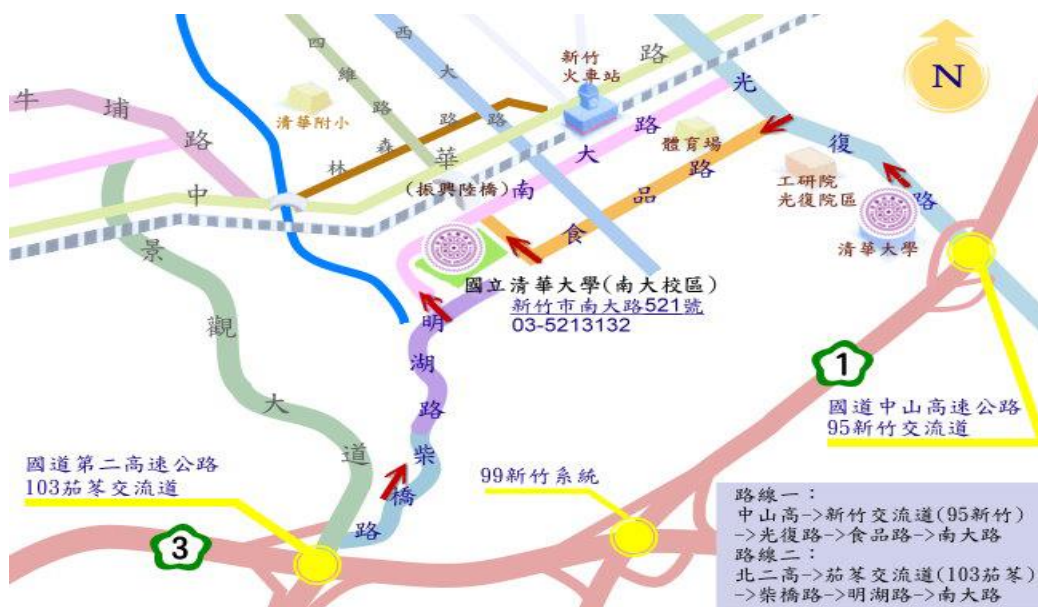 四維路
西大路
新竹
火車站
中華路
光復路
N
牛埔路
清華附小
林森路
南大路
體育場
食品路
工研院
光復院區
清華大學
(振興陸橋)
國立清華大學(南大校區)
新竹市南大路521號
03-5213132
景觀大道
明湖路
柴橋路
1
國道中山高速公路
95新竹交流道
國道第二高速公路
103茄苳交流道
99新竹系統
3
路線一：
中山高->新竹交流道(95新竹)
->光復路->食品路->南大路
路線二：
北二高->茄苳交流道(103茄苳)
->柴橋路->明湖路->南大路